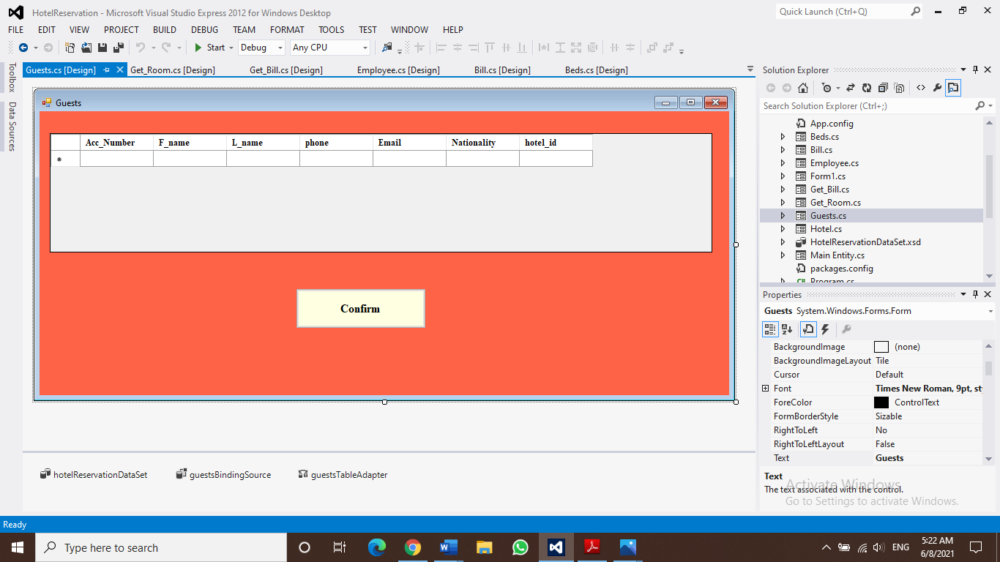 HotelReservation - Microsoft Visual Studio Express 2012 for Windows Desktop
Quick Launch (Ctrl+Q)
FILE EDIT VIEW PROJECT BUILD DEBUG TEAM FORMAT TOOLS TEST WINDOW HELP
Start Debug Any CPU
Toolbox
Data Sources
Guests.cs [Design] Get_Room.cs [Design] Get_Bill.cs [Design] Employee.cs [Design] Bill.cs [Design] Beds.cs [Design]
Guests
Acc_Number F_name L_name phone Email Nationality hotel_id
*
Confirm
hotelReservationDataSet guestsBindingSource guestsTableAdapter
Solution Explorer
Search Solution Explorer (Ctrl+;)
App.config
Beds.cs
Bill.cs
Employee.cs
Form1.cs
Get_Bill.cs
Get_Room.cs
Guests.cs
Hotel.cs
HotelReservationDataSet.xsd
Main Entity.cs
packages.config
C# Program.cs
Properties
Guests System.Windows.Forms.Form
BackgroundImage (none)
BackgroundImageLayout Tile
Cursor Default
Font Times New Roman, 9pt, st
ForeColor ControlText
FormBorderStyle Sizable
RightToLeft No
RightToLeftLayout False
Text Guests
Text
The text associated with the control.
Activate Windows
Go to Settings to activate Windows.
Ready
Type here to search
ENG
5:22 AM
6/8/2021